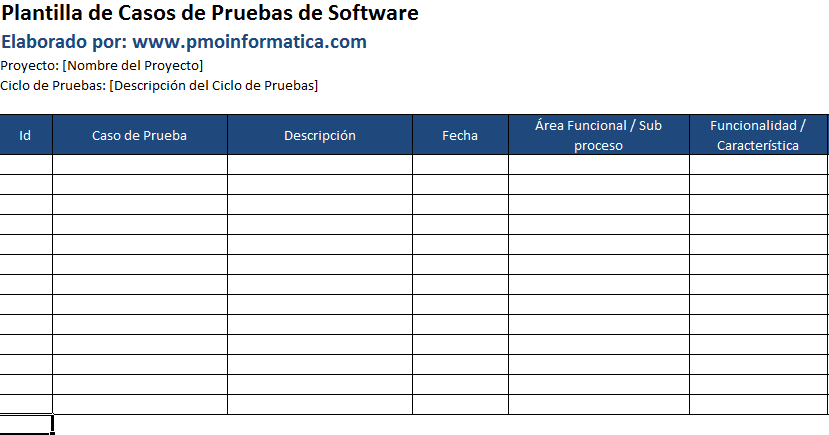 Plantilla de Casos de Pruebas de Software
Elaborado por: www.pmoinformatica.com
Proyecto: [Nombre del Proyecto]
Ciclo de Pruebas: [Descripción del Ciclo de Pruebas]
Id
Caso de Prueba
Descripción
Fecha
Área Funcional / Sub
proceso
Funcionalidad /
Característica